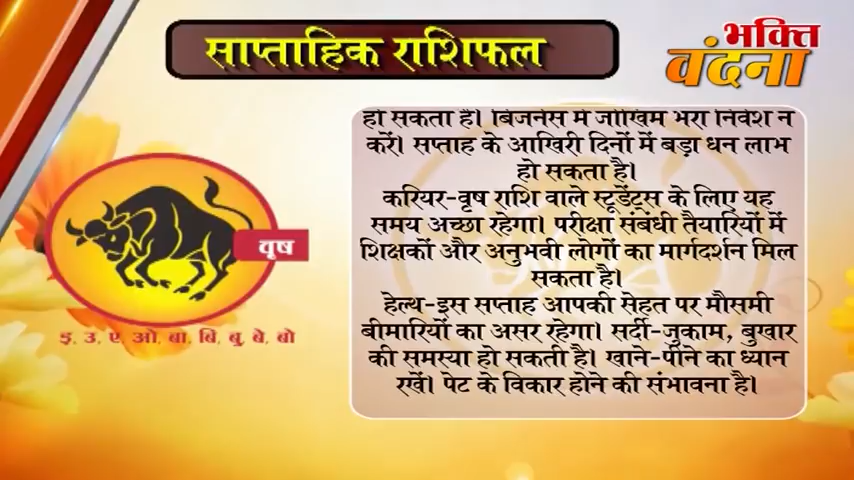 साप्ताहिक राशिफल
भक्ति
वंदना
हो सकता है। बिजनेस में जोखिम भरा निवेश न
करें। सप्ताह के आखिरी दिनों में बड़ा धन लाभ
हो सकता है।
करियर-वृष राशि वाले स्टूडेंट्स के लिए यह
समय अच्छा रहेगा। परीक्षा संबंधी तैयारियों में
शिक्षकों और अनुभवी लोगों का मार्गदर्शन मिल
सकता है।
हेल्थ-इस सप्ताह आपकी सेहत पर मौसमी
बीमारियों का असर रहेगा। सर्दी-जुकाम, बुखार
की समस्या हो सकती है। खाने-पीने का ध्यान
रखें। पेट के विकार होने की संभावना है।
वृष
इ, उ, ए, ओ, बा, बि, बु, बे, बो